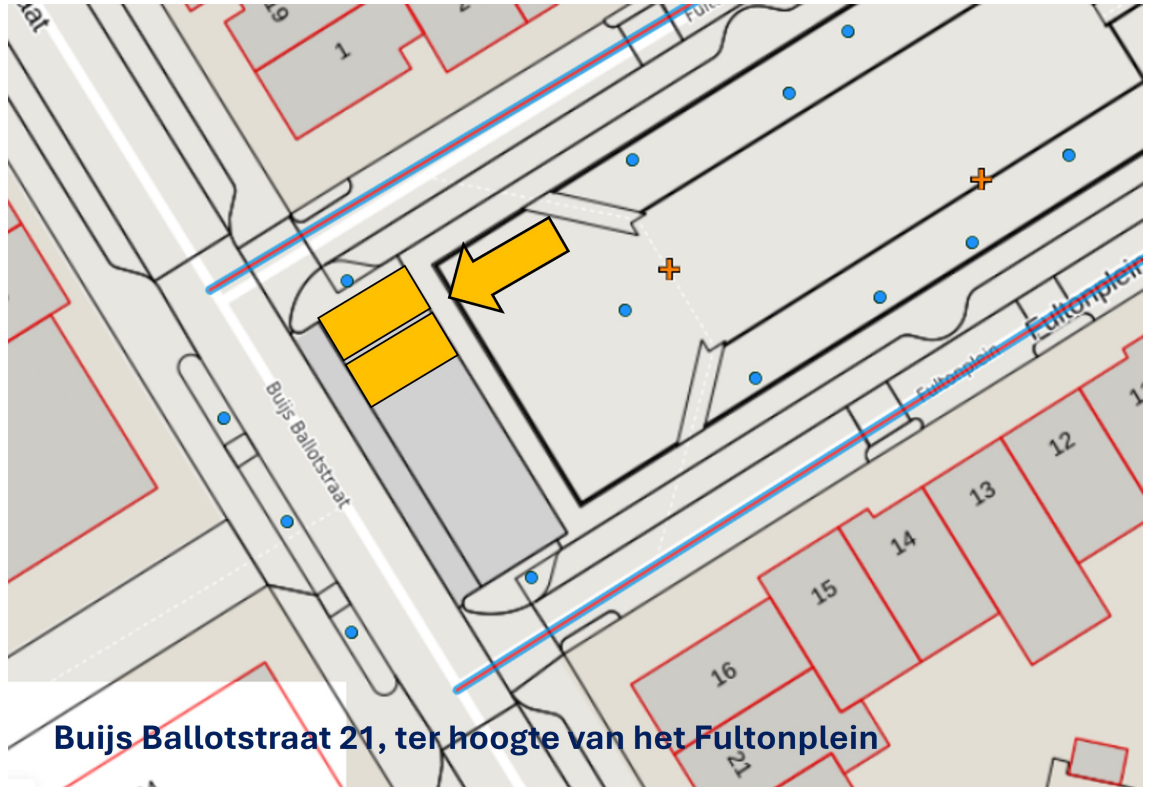 19
1
Buijs Ballotstraat
Fultonplein
Fultonplein
12
13
14
15
16
21
Buijs Ballotstraat 21, ter hoogte van het Fultonplein